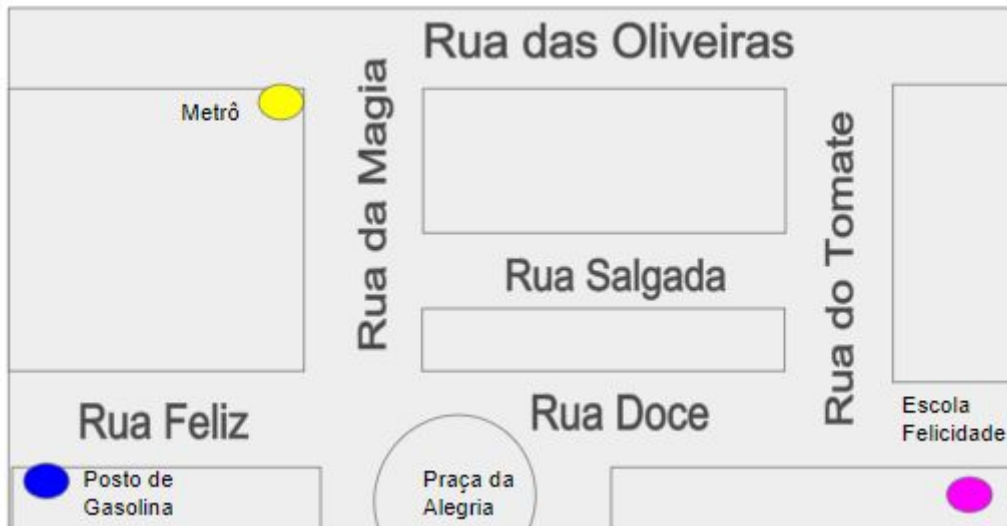 Rua das Oliveiras
Metrô
Rua da Magia
Rua do Tomate
Rua Salgada
Rua Feliz
Rua Doce
Escola
Felicidade
Posto de
Gasolina
Praça da
Alegria